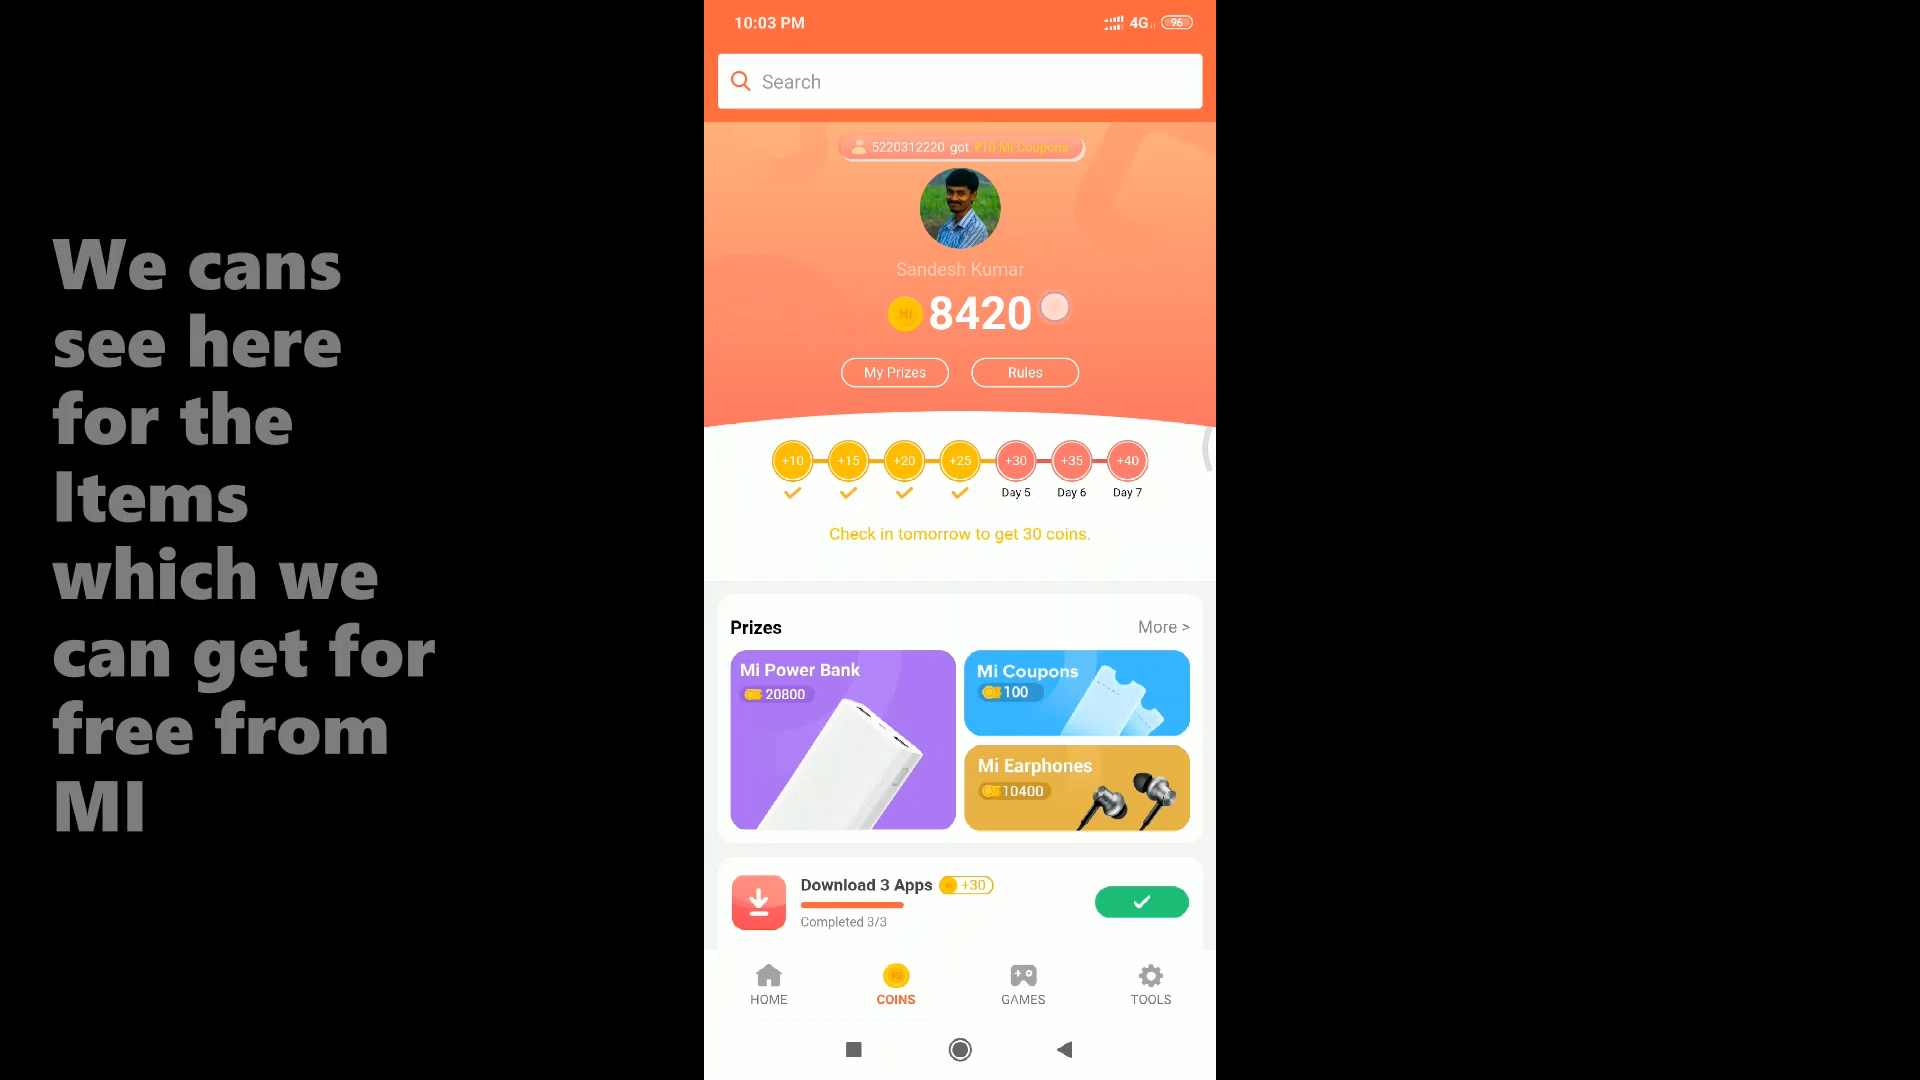 We cans
see here
for the
Items
which we
can get for
free from
MI
10:03 PM
4G
96
Search
5220312220 got ₹10 Mi Coupons
Sandesh Kumar
Mi
8420
My Prizes
Rules
+10
+15
+20
+25
+30
+35
+40
Day 5
Day 6
Day 7
Check in tomorrow to get 30 coins.
Prizes
More >
Mi Power Bank
20800
Mi Coupons
100
Mi Earphones
10400
Download 3 Apps
+30
Completed 3/3
HOME
COINS
GAMES
TOOLS